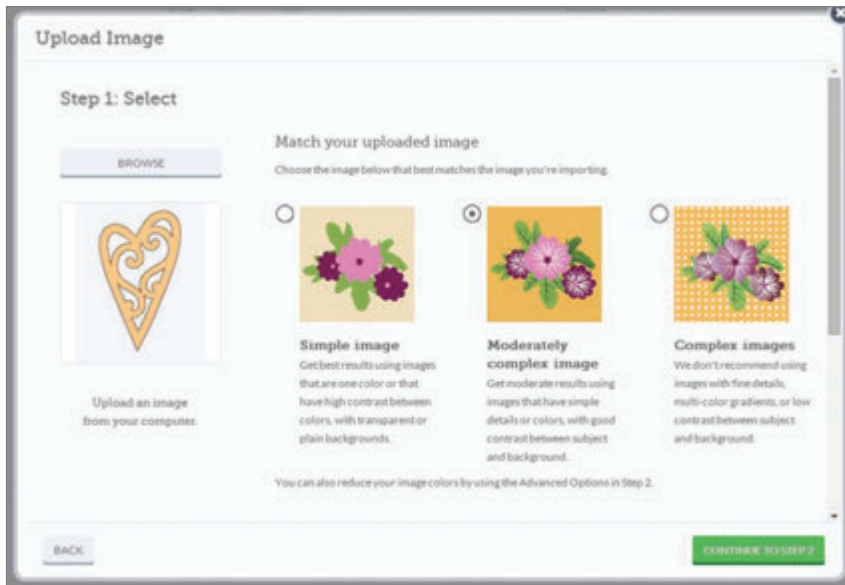 Upload Image
Step 1: Select
BROWSE
Upload an image
from your computer.
Match your uploaded image
Choose the image below that best matches the image you're importing.
Simple image
Get best results using images
that are one color or that
have high contrast between
colors, with transparent or
plain backgrounds.
Moderately
complex image
Get moderate results using
images that have simple
details or colors, with good
contrast between subject
and background.
Complex images
We don't recommend using
images with fine details,
multi-color gradients, or low
contrast between subject
and background.
You can also reduce your image colors by using the Advanced Options in Step 2.
BACK
CONTINUE TO STEP 2